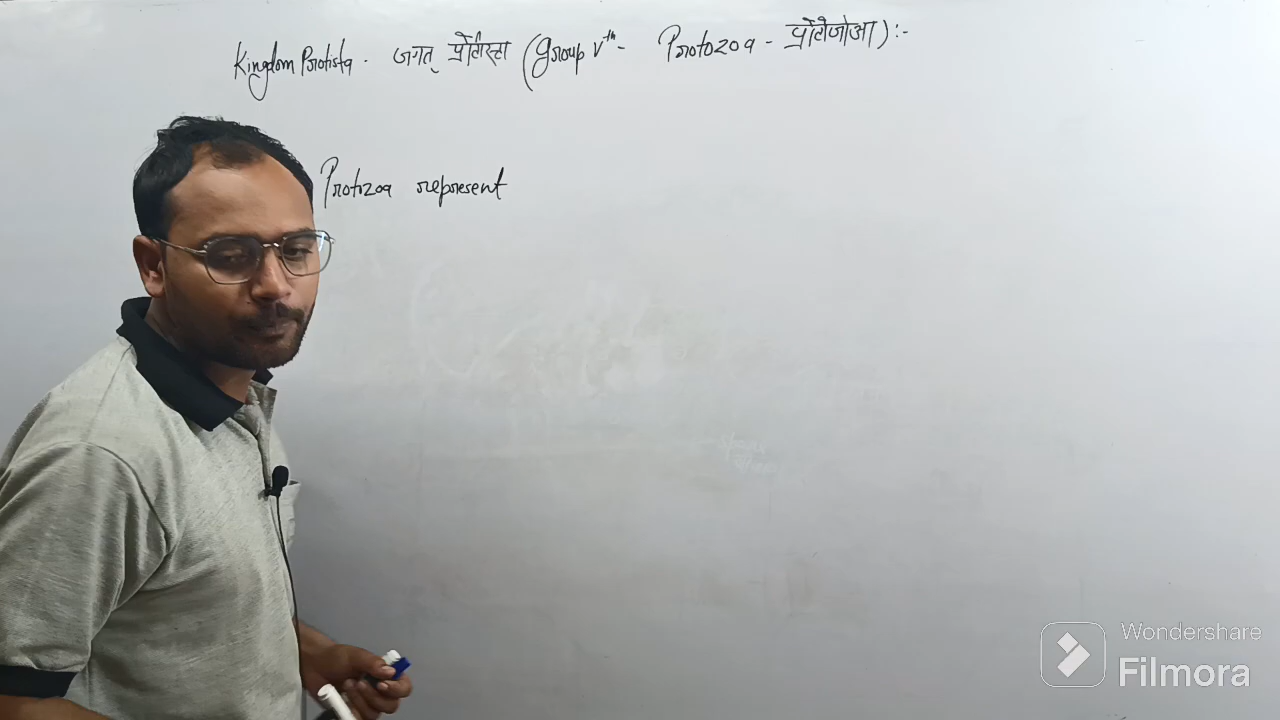 Kingdom Protista - जगत् प्रोटिस्टा (Group Vth - Protozoa - प्रोटोजोआ) :-
Protozoa represent
Wondershare
Filmora